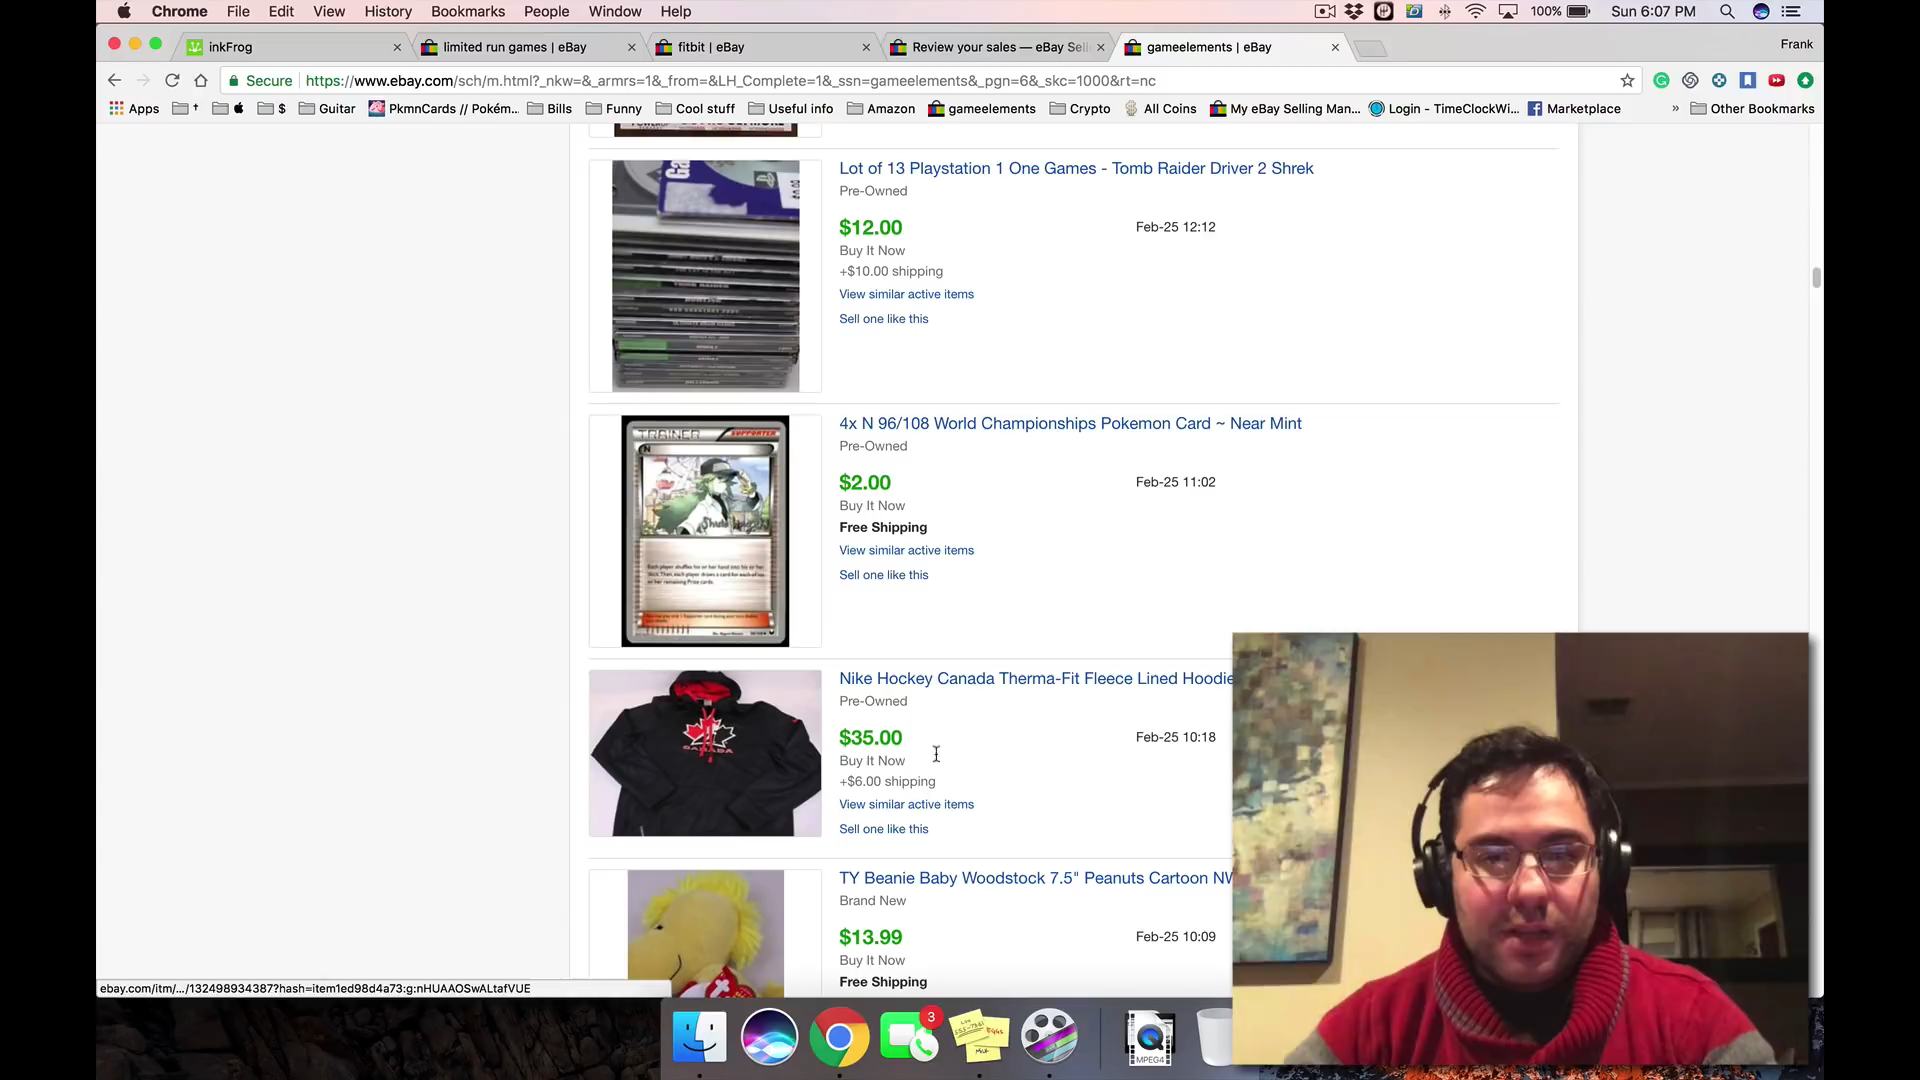 Chrome File Edit View History Bookmarks People Window Help 100% Sun 6:07 PM
inkFrog × limited run games | eBay × fitbit | eBay × Review your sales — eBay Sell × gameelements | eBay × Frank
Secure https://www.ebay.com/sch/m.html?_nkw=&_armrs=1&_from=&LH_Complete=1&_ssn=gameelements&_pgn=6&_skc=1000&rt=nc
Apps † $ Guitar PkmnCards // Pokém... Bills Funny Cool stuff Useful info Amazon gameelements Crypto All Coins My eBay Selling Man... Login - TimeClockWi... Marketplace » Other Bookmarks
Lot of 13 Playstation 1 One Games - Tomb Raider Driver 2 Shrek
Pre-Owned
$12.00 Feb-25 12:12
Buy It Now
+$10.00 shipping
View similar active items
Sell one like this
4x N 96/108 World Championships Pokemon Card ~ Near Mint
Pre-Owned
TRAINER SUPPORTER
N
$2.00 Feb-25 11:02
Buy It Now
Free Shipping
View similar active items
Sell one like this
Nike Hockey Canada Therma-Fit Fleece Lined Hoodie
Pre-Owned
CANADA
$35.00 Feb-25 10:18
Buy It Now
+$6.00 shipping
View similar active items
Sell one like this
TY Beanie Baby Woodstock 7.5" Peanuts Cartoon NW
Brand New
$13.99 Feb-25 10:09
Buy It Now
Free Shipping
ebay.com/itm/.../132498934387?hash=item1ed98d4a73:g:nHUAAOSwALtafVUE
3
EGGS
MILK
MPEG4